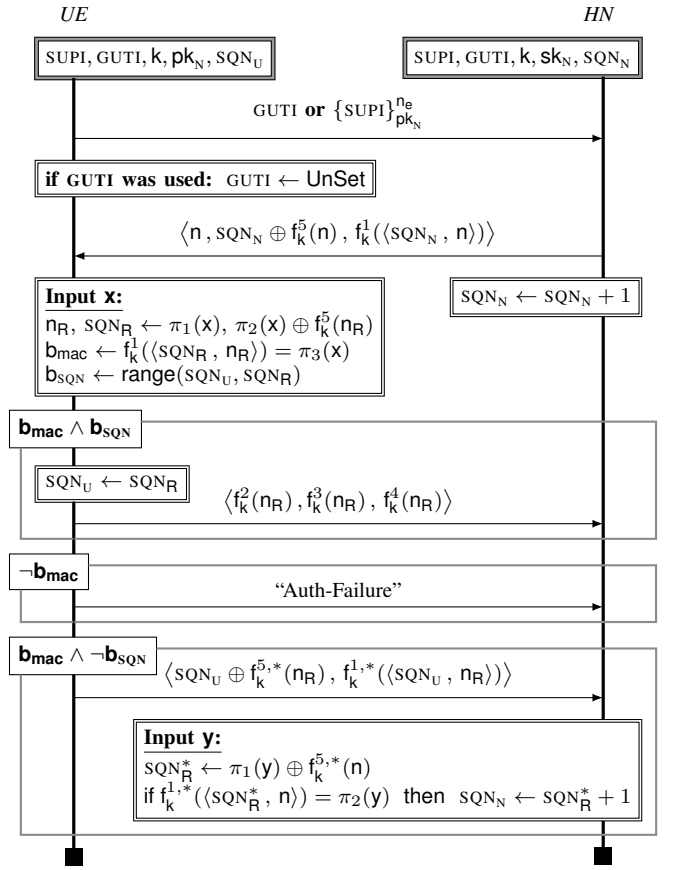 UE HN
SUPI, GUTI, k, pk_N, SQN_U SUPI, GUTI, k, sk_N, SQN_N
GUTI or {SUPI}^{n_e}_{pk_N}
if GUTI was used: GUTI ← UnSet
⟨n , SQN_N ⊕ f^5_k(n) , f^1_k(⟨SQN_N , n⟩)⟩
Input x:
n_R, SQN_R ← π_1(x), π_2(x) ⊕ f^5_k(n_R)
b_mac ← f^1_k(⟨SQN_R , n_R⟩) = π_3(x)
b_SQN ← range(SQN_U, SQN_R)
SQN_N ← SQN_N + 1
b_mac ∧ b_SQN
SQN_U ← SQN_R
⟨f^2_k(n_R) , f^3_k(n_R) , f^4_k(n_R)⟩
¬b_mac
“Auth-Failure”
b_mac ∧ ¬b_SQN
⟨SQN_U ⊕ f^{5,*}_k(n_R) , f^{1,*}_k(⟨SQN_U , n_R⟩)⟩
Input y:
SQN^*_R ← π_1(y) ⊕ f^{5,*}_k(n)
if f^{1,*}_k(⟨SQN^*_R , n⟩) = π_2(y) then SQN_N ← SQN^*_R + 1